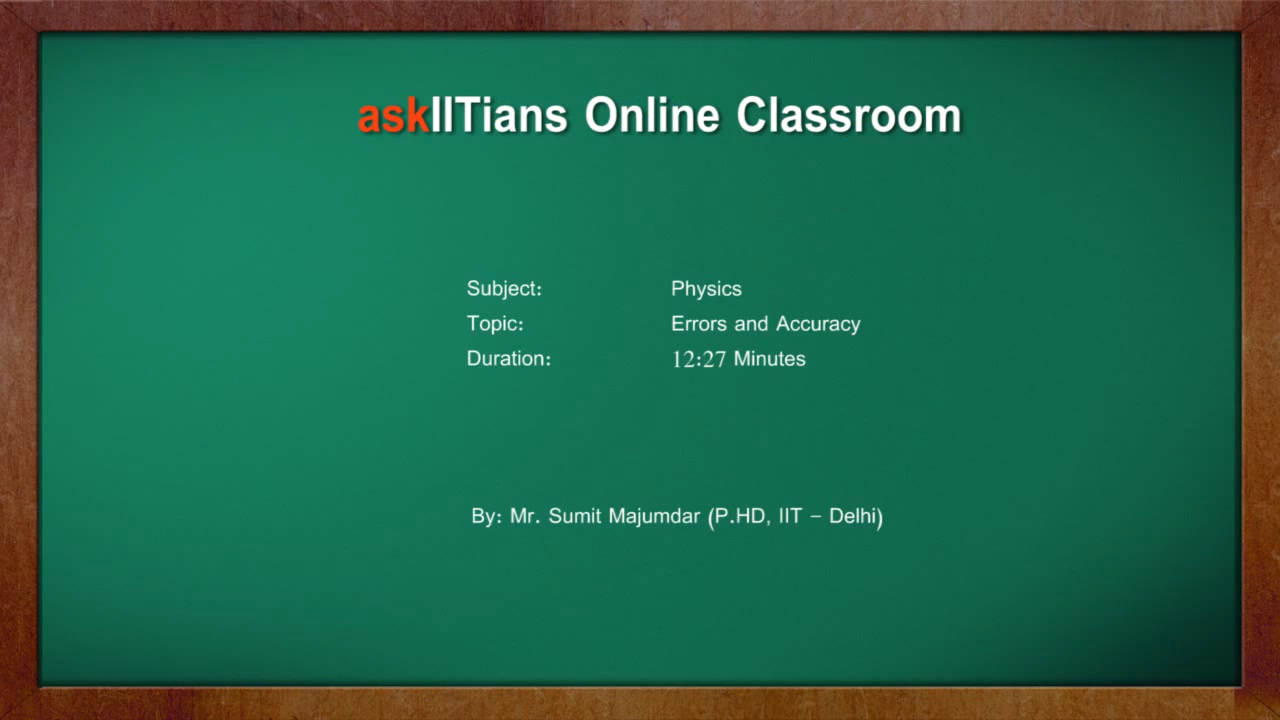 askIITians Online Classroom
Subject: Physics
Topic: Errors and Accuracy
Duration: 12:27 Minutes
By: Mr. Sumit Majumdar (P.HD, IIT - Delhi)